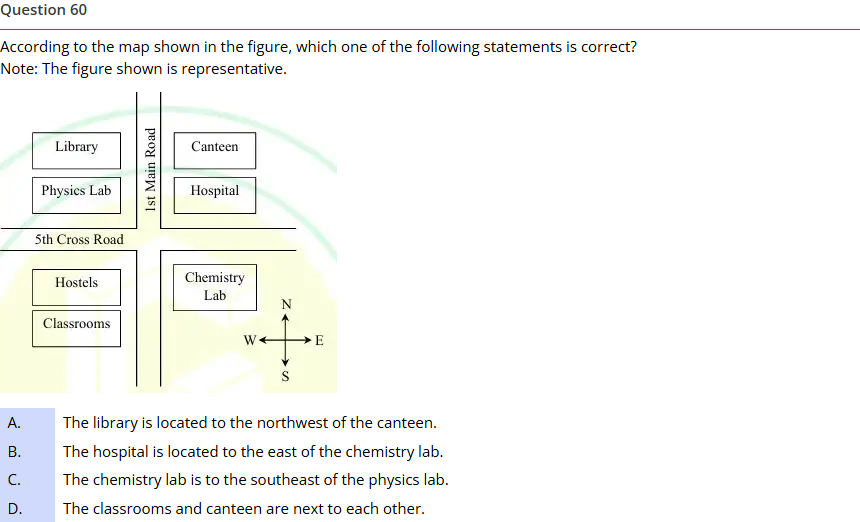 Question 60
According to the map shown in the figure, which one of the following statements is correct?
Note: The figure shown is representative.
Library
1st Main Road
Canteen
Physics Lab
Hospital
5th Cross Road
Hostels
Chemistry
Lab
Classrooms
N
W
E
S
A. The library is located to the northwest of the canteen.
B. The hospital is located to the east of the chemistry lab.
C. The chemistry lab is to the southeast of the physics lab.
D. The classrooms and canteen are next to each other.